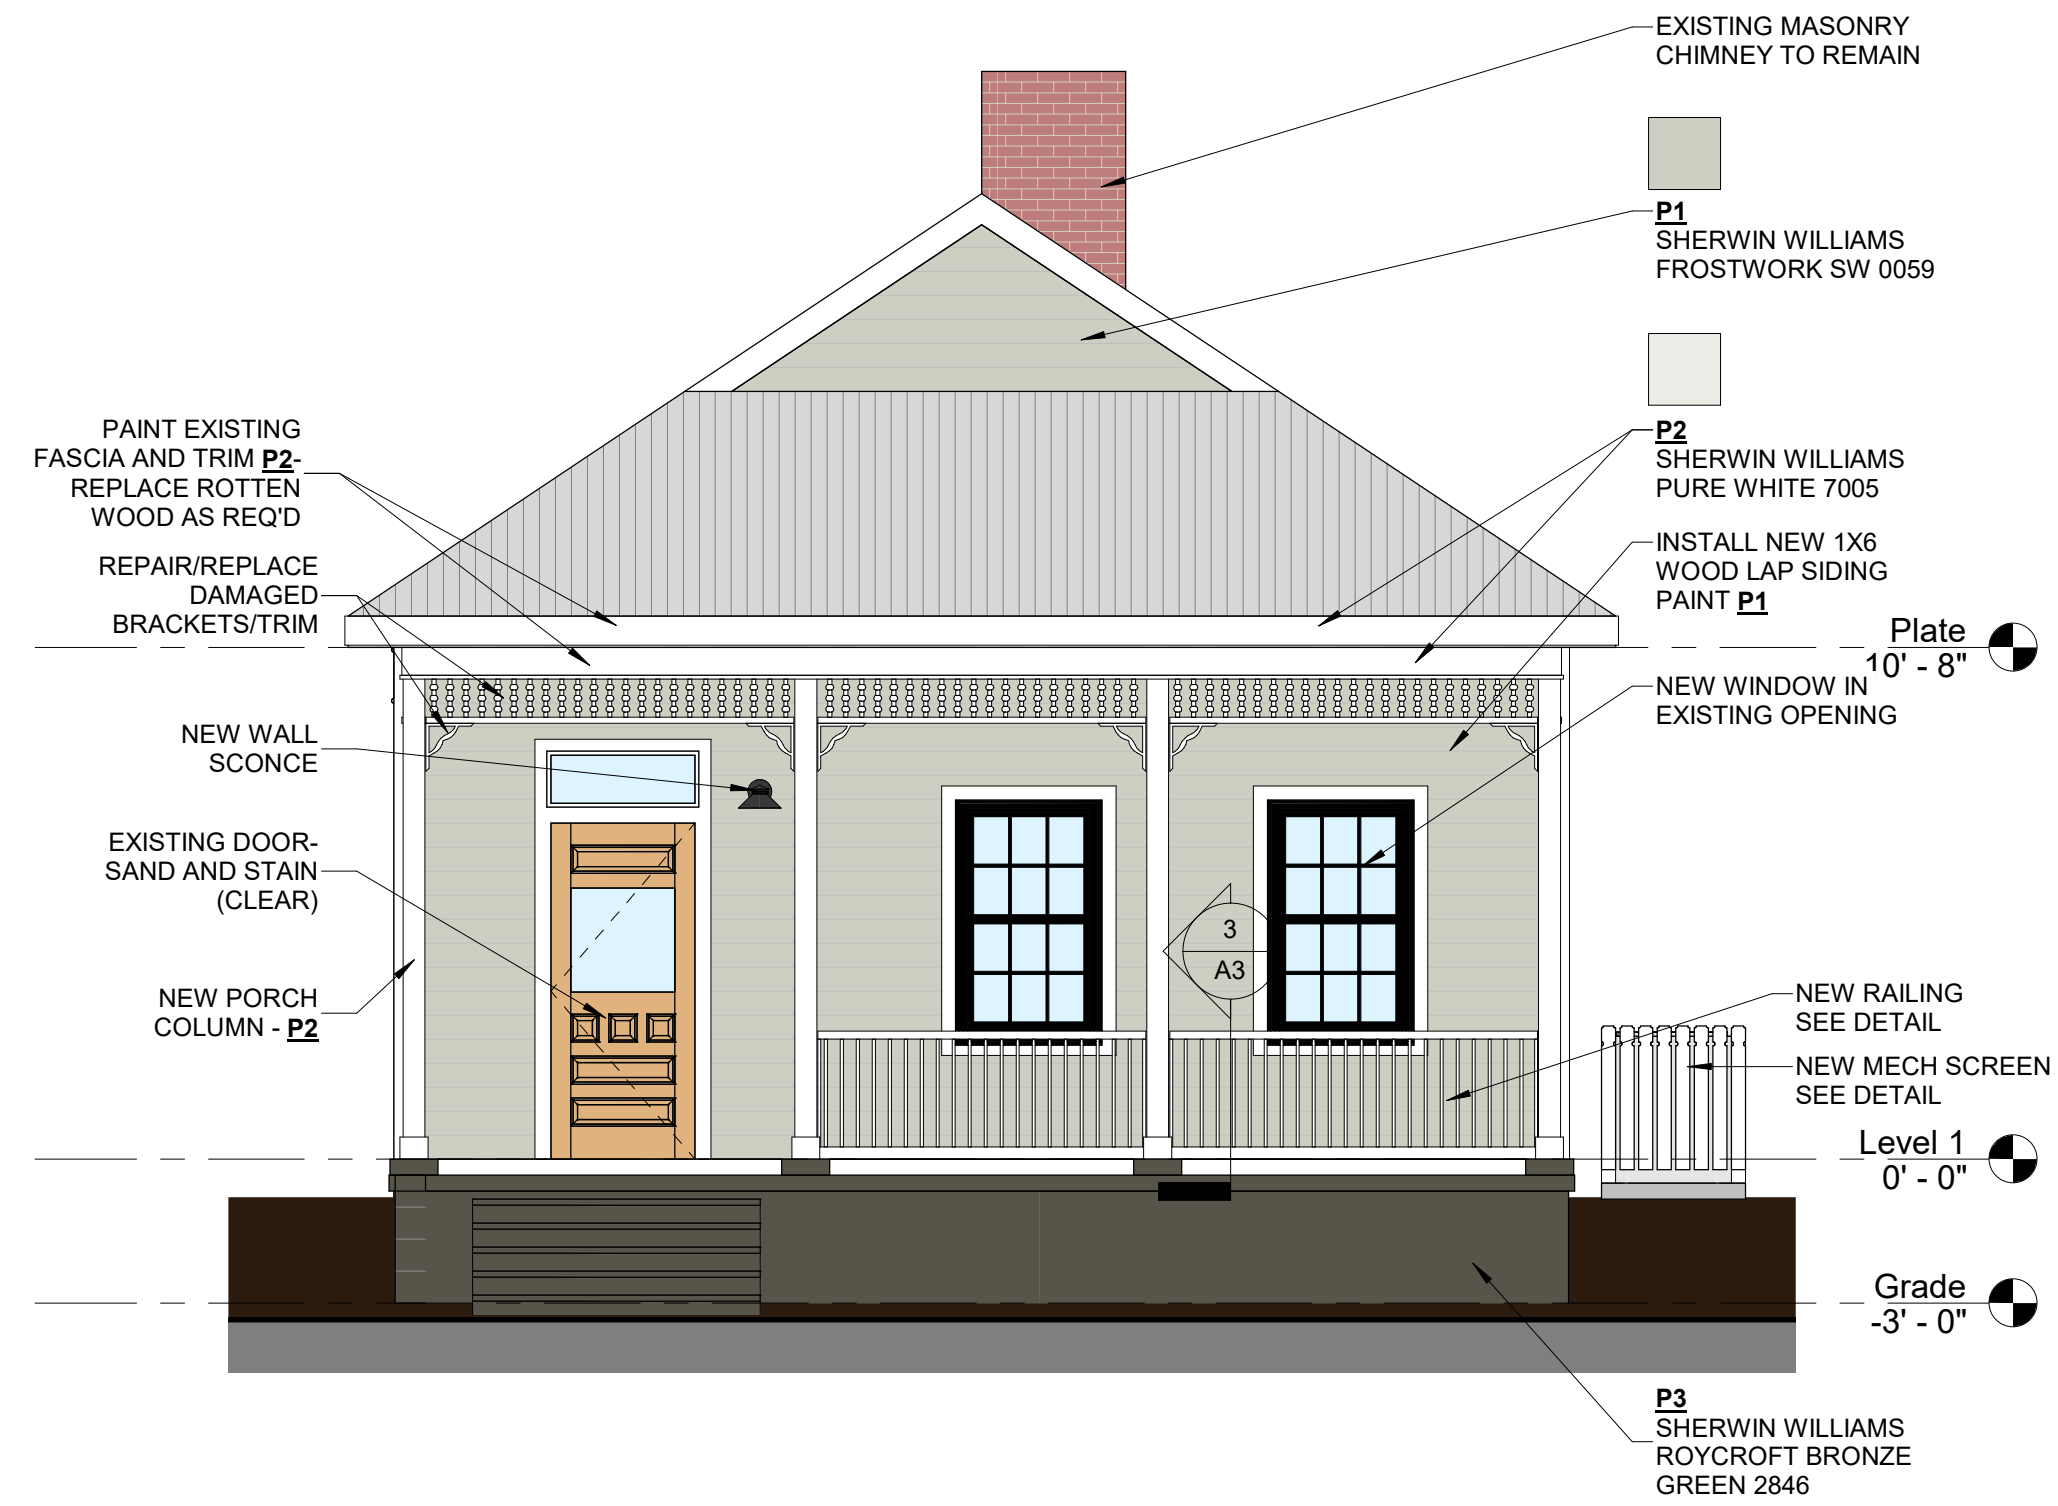 EXISTING MASONRY
CHIMNEY TO REMAIN
P1
SHERWIN WILLIAMS
FROSTWORK SW 0059
P2
SHERWIN WILLIAMS
PURE WHITE 7005
INSTALL NEW 1X6
WOOD LAP SIDING
PAINT P1
Plate
10' - 8"
NEW WINDOW IN
EXISTING OPENING
PAINT EXISTING
FASCIA AND TRIM P2-
REPLACE ROTTEN
WOOD AS REQ'D
REPAIR/REPLACE
DAMAGED
BRACKETS/TRIM
NEW WALL
SCONCE
EXISTING DOOR-
SAND AND STAIN
(CLEAR)
NEW PORCH
COLUMN - P2
3
A3
NEW RAILING
SEE DETAIL
NEW MECH SCREEN
SEE DETAIL
Level 1
0' - 0"
Grade
-3' - 0"
P3
SHERWIN WILLIAMS
ROYCROFT BRONZE
GREEN 2846